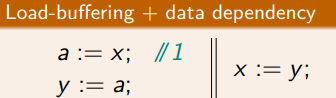 Load-buffering + data dependency
a := x; //1
x := y;
y := a;